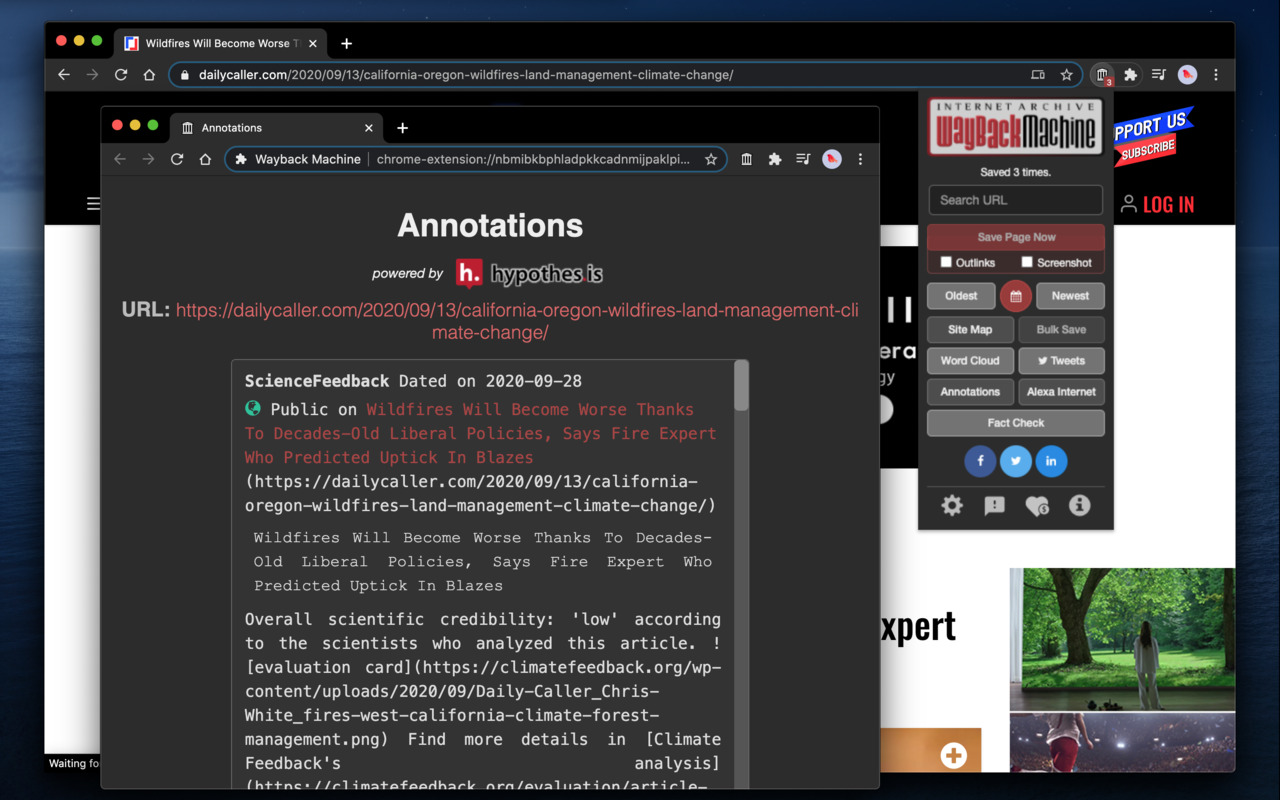 Wildfires Will Become Worse T
dailycaller.com/2020/09/13/california-oregon-wildfires-land-management-climate-change/
3
Annotations
Wayback Machine
chrome-extension://nbmibkbphladpkkcadnmijpaklpi...
Annotations
powered by h. hypothes.is
URL: https://dailycaller.com/2020/09/13/california-oregon-wildfires-land-management-cli
mate-change/
ScienceFeedback Dated on 2020-09-28
Public on Wildfires Will Become Worse Thanks
To Decades-Old Liberal Policies, Says Fire Expert
Who Predicted Uptick In Blazes
(https://dailycaller.com/2020/09/13/california-
oregon-wildfires-land-management-climate-change/)
Wildfires Will Become Worse Thanks To Decades-
Old Liberal Policies, Says Fire Expert Who
Predicted Uptick In Blazes
Overall scientific credibility: 'low' according
to the scientists who analyzed this article. !
[evaluation card](https://climatefeedback.org/wp-
content/uploads/2020/09/Daily-Caller_Chris-
White_fires-west-california-climate-forest-
management.png) Find more details in [Climate
Feedback's analysis]
(https://climatefeedback.org/evaluation/article-
INTERNET ARCHIVE
WayBackMachine
Saved 3 times.
Search URL
Save Page Now
Outlinks
Screenshot
Oldest
Newest
Site Map
Bulk Save
Word Cloud
Tweets
Annotations
Alexa Internet
Fact Check
PPORT US
SUBSCRIBE
LOG IN
ll
era
gy
xpert
Waiting fo